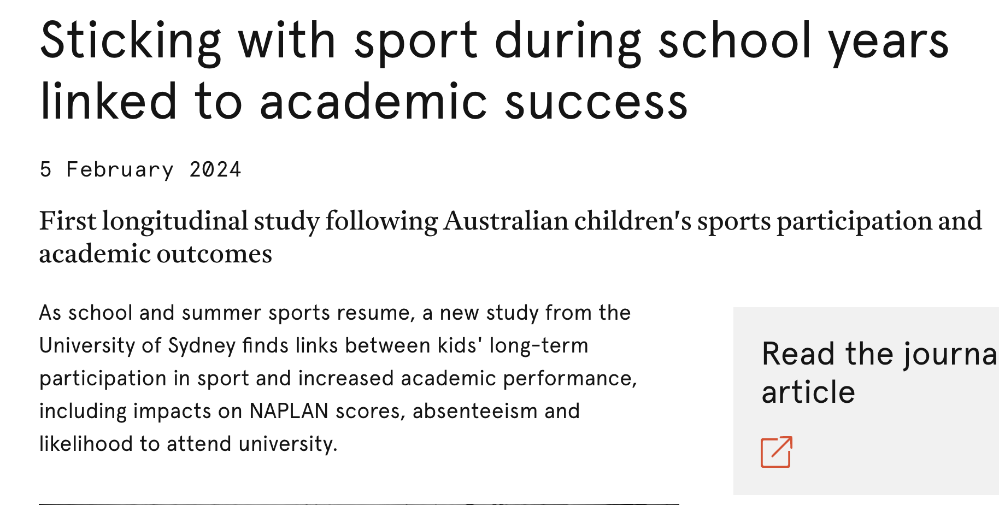 Sticking with sport during school years
linked to academic success
5 February 2024
First longitudinal study following Australian children's sports participation and
academic outcomes
As school and summer sports resume, a new study from the
University of Sydney finds links between kids' long-term
participation in sport and increased academic performance,
including impacts on NAPLAN scores, absenteeism and
likelihood to attend university.
Read the journa
article